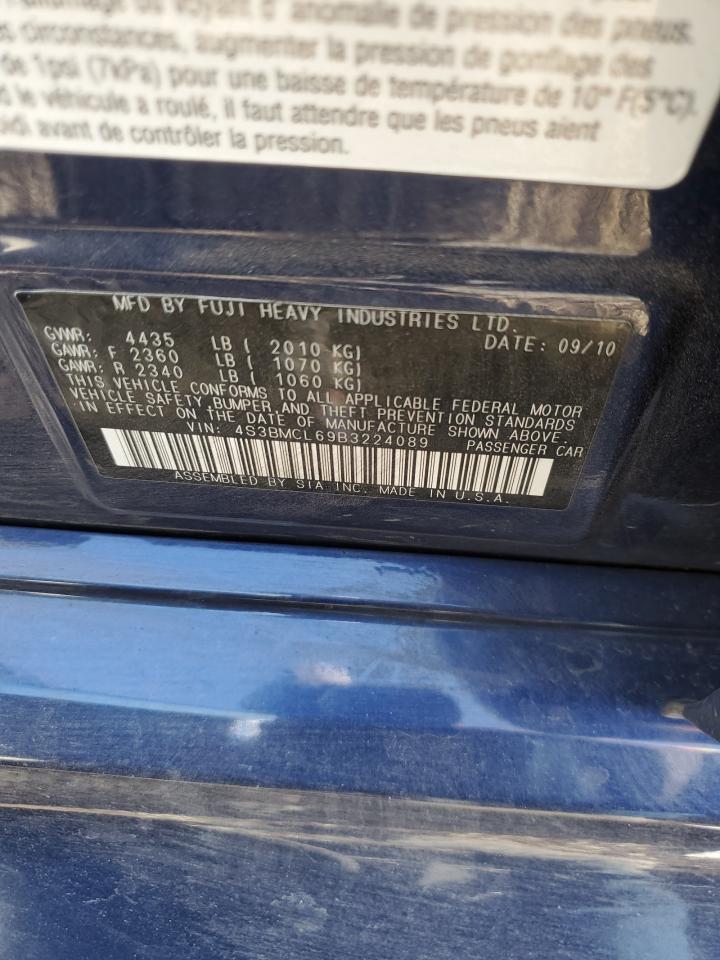 d'anomalie de pression des pneus.
circonstances, augmenter la pression de gonflage des
de 1psi (7kPa) pour une baisse de température de 10° F(5°C).
le véhicule a roulé, il faut attendre que les pneus aient
avant de contrôler la pression.
MFD BY FUJI HEAVY INDUSTRIES LTD.
GVWR: 4435 LB ( 2010 KG) DATE: 09/10
GAWR: F 2360 LB ( 1070 KG)
GAWR: R 2340 LB ( 1060 KG)
THIS VEHICLE CONFORMS TO ALL APPLICABLE FEDERAL MOTOR
VEHICLE SAFETY, BUMPER, AND THEFT PREVENTION STANDARDS
IN EFFECT ON THE DATE OF MANUFACTURE SHOWN ABOVE.
VIN: 4S3BMCL69B3224089 PASSENGER CAR
ASSEMBLED BY SIA INC. MADE IN U.S.A.